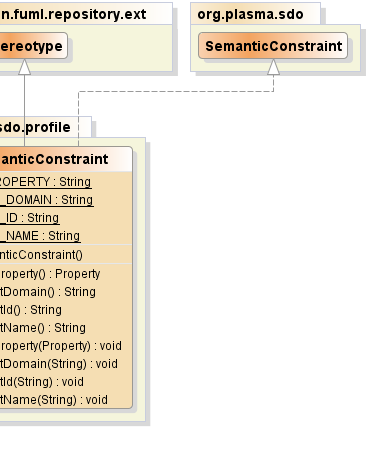 n.fuml.repository.ext
ereotype
org.plasma.sdo
SemanticConstraint
sdo.profile
anticConstraint
ROPERTY : String
_DOMAIN : String
_ID : String
_NAME : String
nticConstraint()
roperty() : Property
tDomain() : String
tId() : String
tName() : String
roperty(Property) : void
tDomain(String) : void
tId(String) : void
tName(String) : void